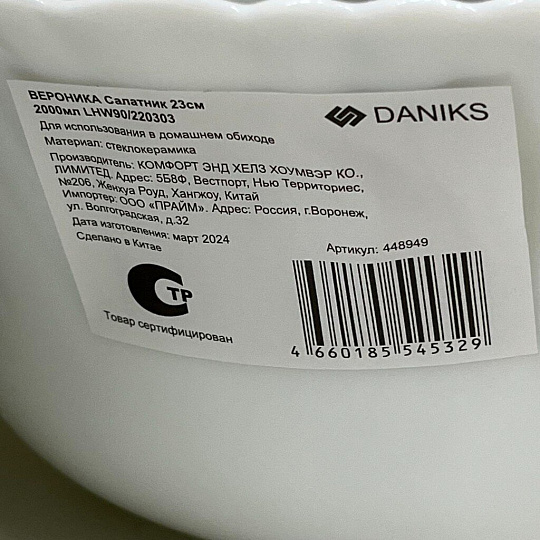 ВЕРОНИКА Салатник 23см
2000мл LHW90/220303
DANIKS
Для использования в домашнем обиходе
Материал: стеклокерамика
Производитель: КОМФОРТ ЭНД ХЕЛЗ ХОУМВЭР КО.,
ЛИМИТЕД. Адрес: 5Б8Ф, Вестпорт, Нью Территориес,
№206, Женхуа Роуд, Хангжоу, Китай
Импортер: ООО «ПРАЙМ». Адрес: Россия, г.Воронеж,
ул. Волгоградская, д.32
Дата изготовления: март 2024
Сделано в Китае
Артикул: 448949
СТР
Товар сертифицирован
4 660185 545329